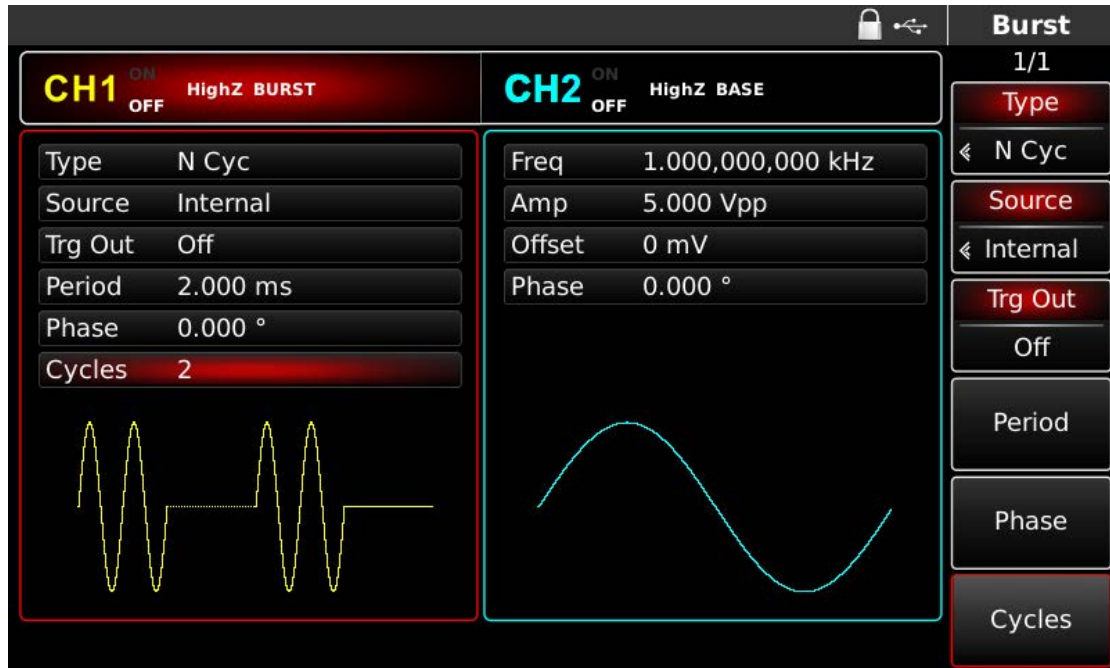 Burst
1/1
CH1 ON OFF HighZ BURST
CH2 ON OFF HighZ BASE
Type N Cyc
Source Internal
Trg Out Off
Period 2.000 ms
Phase 0.000 °
Cycles 2
Freq 1.000,000,000 kHz
Amp 5.000 Vpp
Offset 0 mV
Phase 0.000 °
Type
N Cyc
Source
Internal
Trg Out
Off
Period
Phase
Cycles